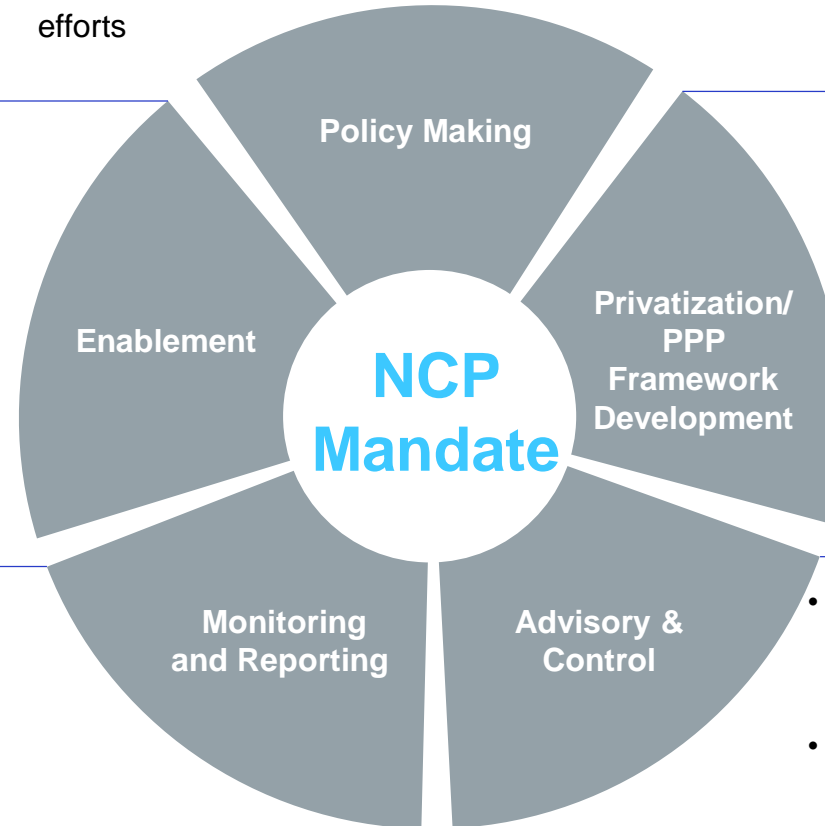 efforts
Policy Making
Enablement
Privatization/
PPP
Framework
Development
NCP
Mandate
Monitoring
and Reporting
Advisory &
Control
•
•